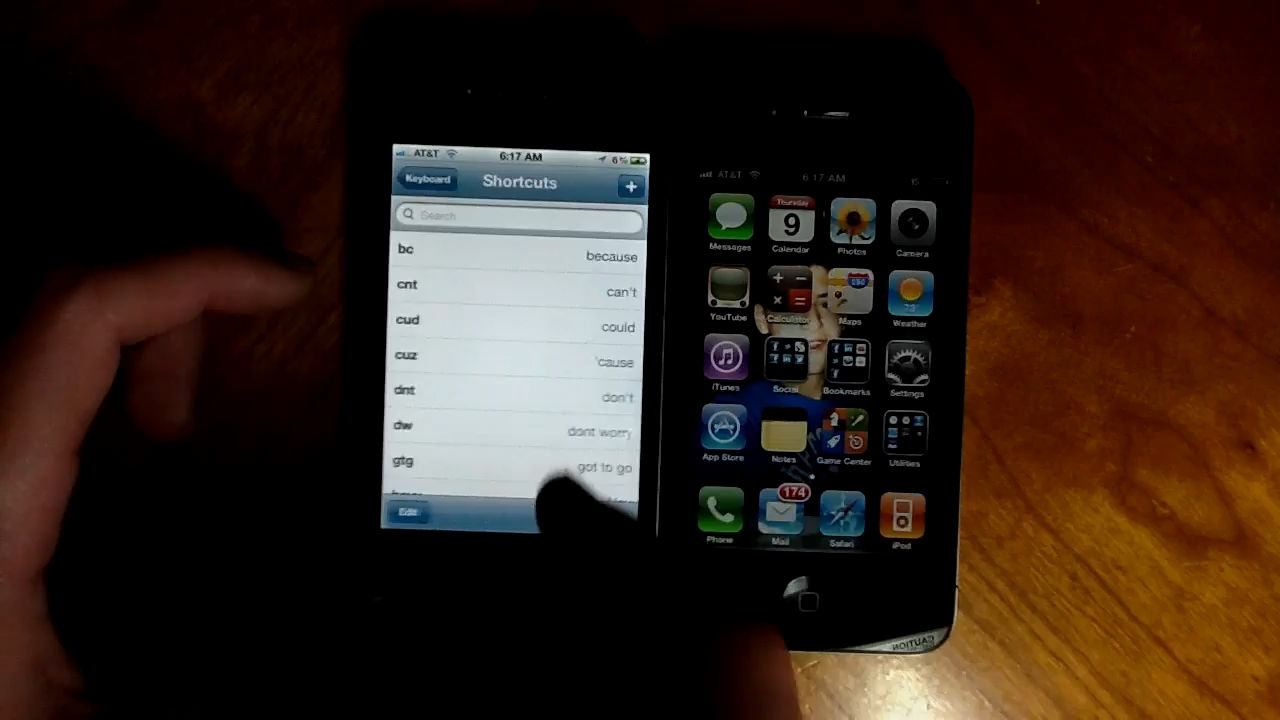 AT&T 6:17 AM 6%
Keyboard Shortcuts +
Search
bc because
cnt can't
cud could
cuz 'cause
dnt don't
dw dont worry
gtg got to go
Edit
AT&T 6:17 AM
Thursday
9
Messages Calendar Photos Camera
YouTube Calculator Maps Weather
iTunes Social Bookmarks Settings
App Store Notes Game Center Utilities
174
Phone Mail Safari iPod
CAUTION